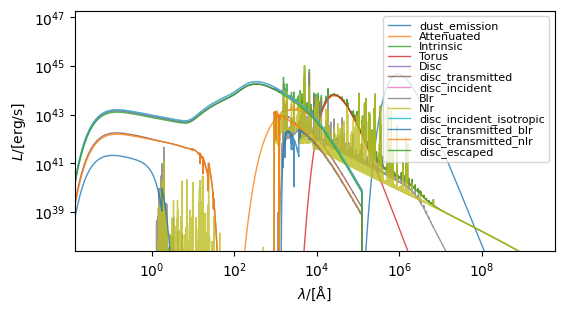 10^47
10^45
10^43
10^41
10^39
L/[erg/s]
10^0
10^2
10^4
10^6
10^8
λ/[Å]
dust_emission
Attenuated
Intrinsic
Torus
Disc
disc_transmitted
disc_incident
Blr
Nlr
disc_incident_isotropic
disc_transmitted_blr
disc_transmitted_nlr
disc_escaped